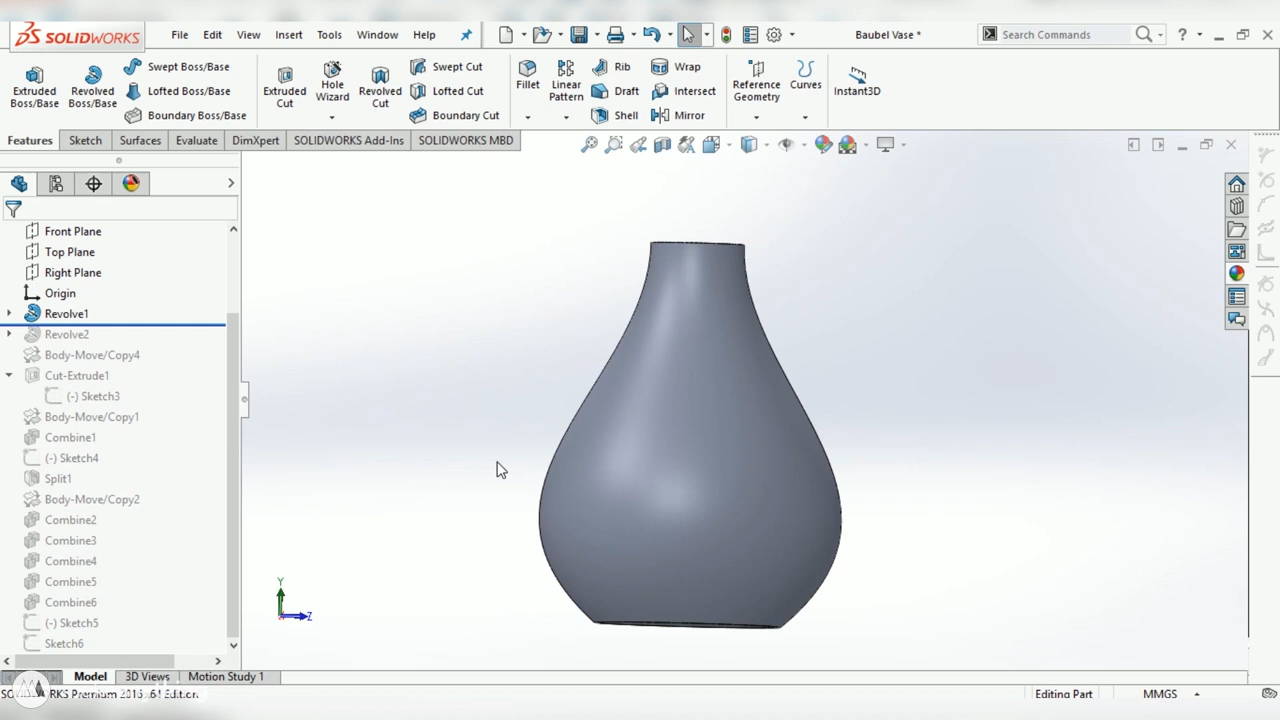 SOLIDWORKS File Edit View Insert Tools Window Help Baubel Vase * Search Commands
Extruded Boss/Base Revolved Boss/Base Swept Boss/Base Lofted Boss/Base Boundary Boss/Base Extruded Cut Hole Wizard Revolved Cut Swept Cut Lofted Cut Boundary Cut Fillet Linear Pattern Rib Draft Shell Wrap Intersect Mirror Reference Geometry Curves Instant3D
Features Sketch Surfaces Evaluate DimXpert SOLIDWORKS Add-Ins SOLIDWORKS MBD
Front Plane
Top Plane
Right Plane
Origin
Revolve1
Revolve2
Body-Move/Copy4
Cut-Extrude1
(-) Sketch3
Body-Move/Copy1
Combine1
(-) Sketch4
Split1
Body-Move/Copy2
Combine2
Combine3
Combine4
Combine5
Combine6
(-) Sketch5
Sketch6
Y
Z
Model 3D Views Motion Study 1
Premium Editing Part MMGS